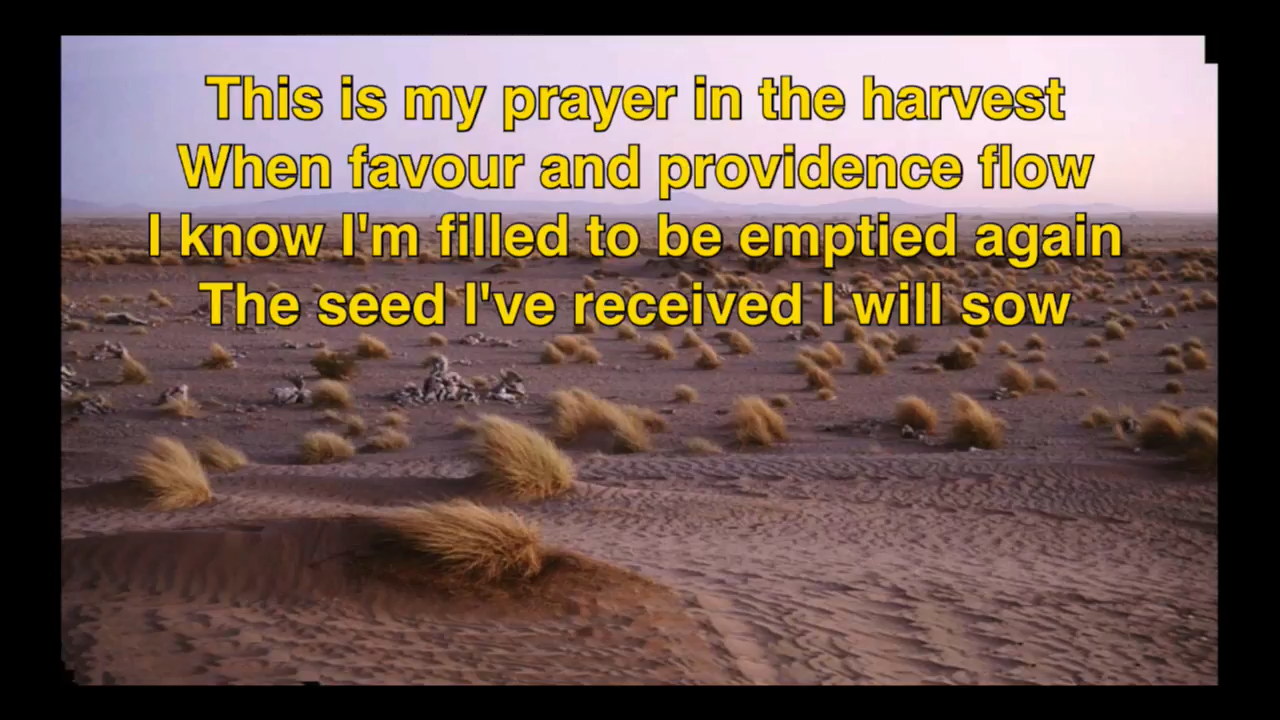 This is my prayer in the harvest
When favour and providence flow
I know I'm filled to be emptied again
The seed I've received I will sow